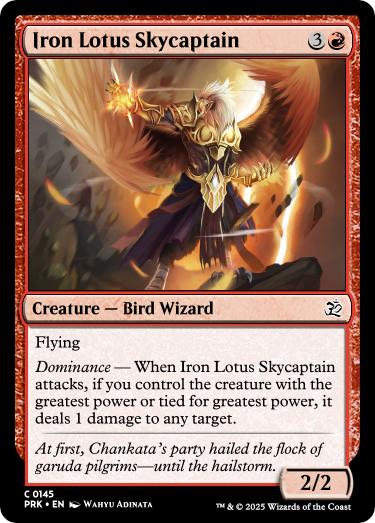 Iron Lotus Skycaptain 3
Creature — Bird Wizard
Flying
Dominance — When Iron Lotus Skycaptain
attacks, if you control the creature with the
greatest power or tied for greatest power, it
deals 1 damage to any target.
At first, Chankata's party hailed the flock of
garuda pilgrims—until the hailstorm.
2/2
C 0145
PRK • EN Wahyu Adinata
™ & © 2025 Wizards of the Coast